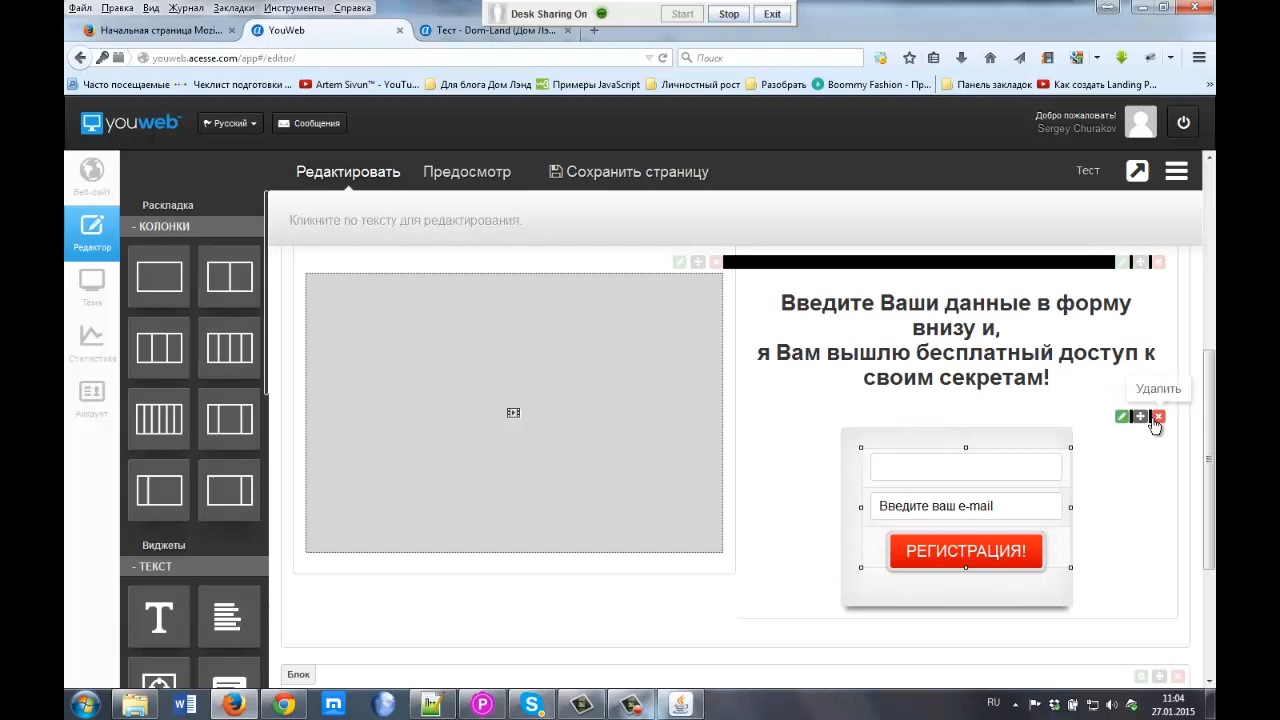 Файл Правка Вид Журнал Закладки Инструменты Справка
Desk Sharing On Start Stop Exit
Начальная страница Mozi...
YouWeb
Тест - Dom-Land (Дом Лэ...
youweb.acesse.com/app#/editor/
Поиск
Часто посещаемые
Чеклист подготовки ...
Artem Sivun™ - YouTu...
Для блога Дом Лэнд
Примеры JavaScript
Личностный рост
Разобрать
Boommy Fashion - Пр...
Панель закладок
Как создать Landing P...
youweb
Русский
Сообщения
Добро пожаловать!
Sergey Churakov
Веб-сайт
Редактор
Тема
Статистика
Аккаунт
Редактировать
Предосмотр
Сохранить страницу
Тест
Раскладка
- КОЛОНКИ
Кликните по тексту для редактирования.
Введите Ваши данные в форму
внизу и,
я Вам вышлю бесплатный доступ к
своим секретам!
Удалить
Введите ваш e-mail
РЕГИСТРАЦИЯ!
Виджеты
- ТЕКСТ
T
Блок
RU
11:04
27.01.2015